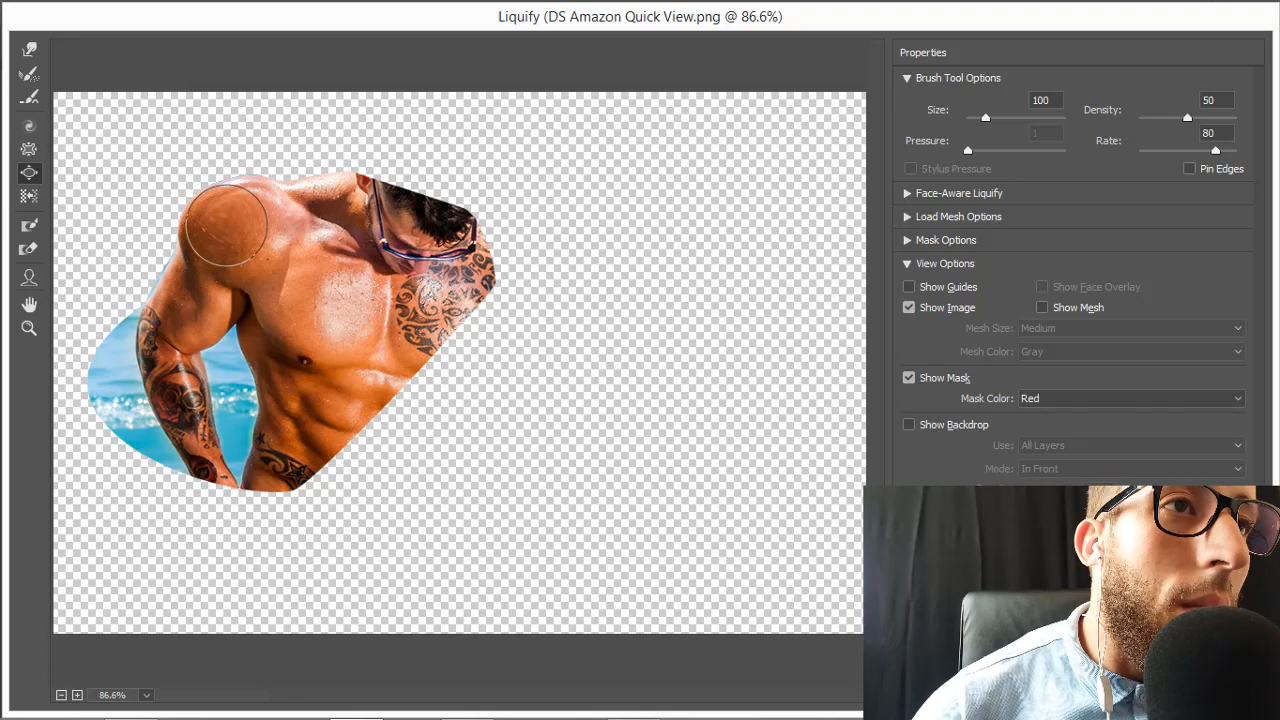 Liquify (DS Amazon Quick View.png @ 86.6%)
Properties
Brush Tool Options
Size: 100 Density: 50
Pressure: 1 Rate: 80
Stylus Pressure Pin Edges
Face-Aware Liquify
Load Mesh Options
Mask Options
View Options
Show Guides Show Face Overlay
Show Image Show Mesh
Mesh Size: Medium
Mesh Color: Gray
Show Mask
Mask Color: Red
Show Backdrop
Use: All Layers
Mode: In Front
86.6%